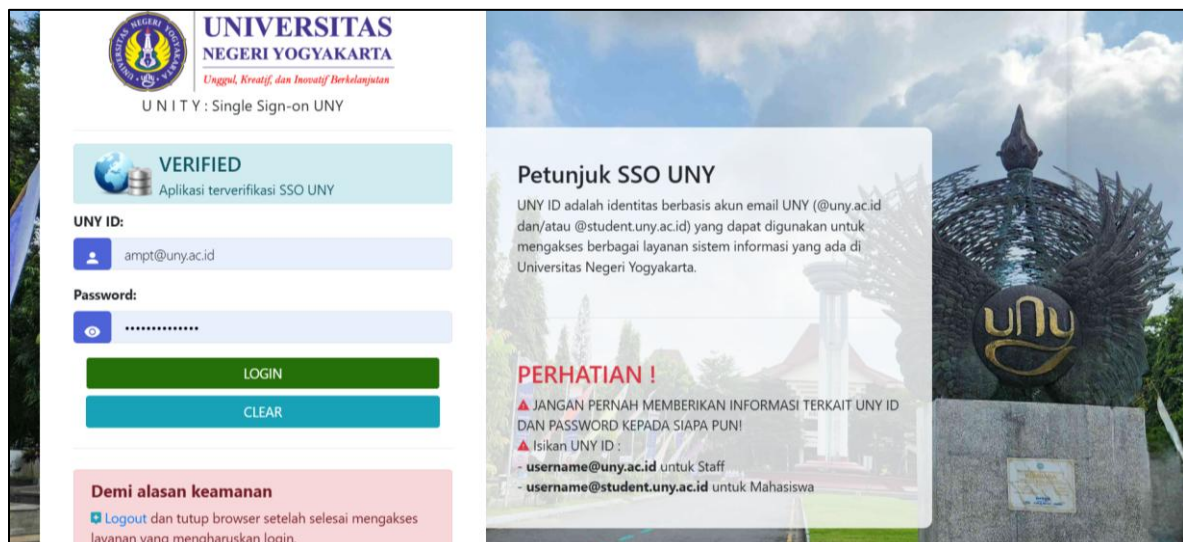 UNIVERSITAS
NEGERI YOGYAKARTA
Unggul, Kreatif, dan Inovatif Berkelanjutan
UNIVERSITAS NEGERI YOGYAKARTA
UNY
U N I T Y : Single Sign-on UNY
VERIFIED
Aplikasi terverifikasi SSO UNY
UNY ID:
ampt@uny.ac.id
Password:
••••••••••••••
LOGIN
CLEAR
Demi alasan keamanan
Logout dan tutup browser setelah selesai mengakses
layanan yang mengharuskan login.
Petunjuk SSO UNY
UNY ID adalah identitas berbasis akun email UNY (@uny.ac.id
dan/atau @student.uny.ac.id) yang dapat digunakan untuk
mengakses berbagai layanan sistem informasi yang ada di
Universitas Negeri Yogyakarta.
PERHATIAN !
JANGAN PERNAH MEMBERIKAN INFORMASI TERKAIT UNY ID
DAN PASSWORD KEPADA SIAPA PUN!
Isikan UNY ID :
- username@uny.ac.id untuk Staff
- username@student.uny.ac.id untuk Mahasiswa
uny